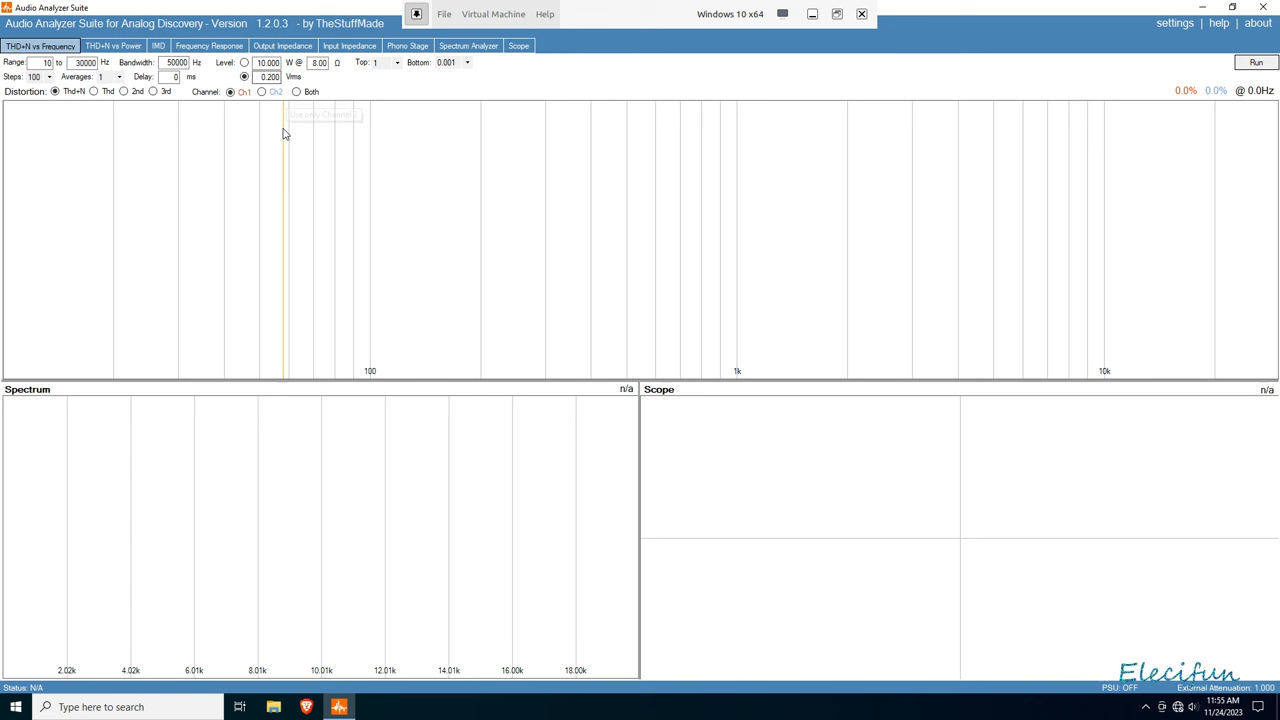 Audio Analyzer Suite
File Virtual Machine Help Windows 10 x64
Audio Analyzer Suite for Analog Discovery - Version 1.2.0.3 - by TheStuffMade
settings help about
THD+N vs Frequency THD+N vs Power IMD Frequency Response Output Impedance Input Impedance Phono Stage Spectrum Analyzer Scope
Range: 10 to 30000 Hz Bandwidth: 50000 Hz Level: 10.000 W @ 8.00 Ω Top: 1 Bottom: 0.001 Run
Steps: 100 Averages: 1 Delay: 0 ms 0.200 Vrms
Distortion: Thd+N Thd 2nd 3rd Channel: Ch1 Ch2 Both 0.0% 0.0% @ 0.0Hz
Use only Channel 2
100 1k 10k
Spectrum n/a Scope n/a
2.02k 4.02k 6.01k 8.01k 10.01k 12.01k 14.01k 16.00k 18.00k
Elecifun
Status: N/A PSU: OFF External Attenuation: 1.000
Type here to search
11:55 AM
11/24/2023